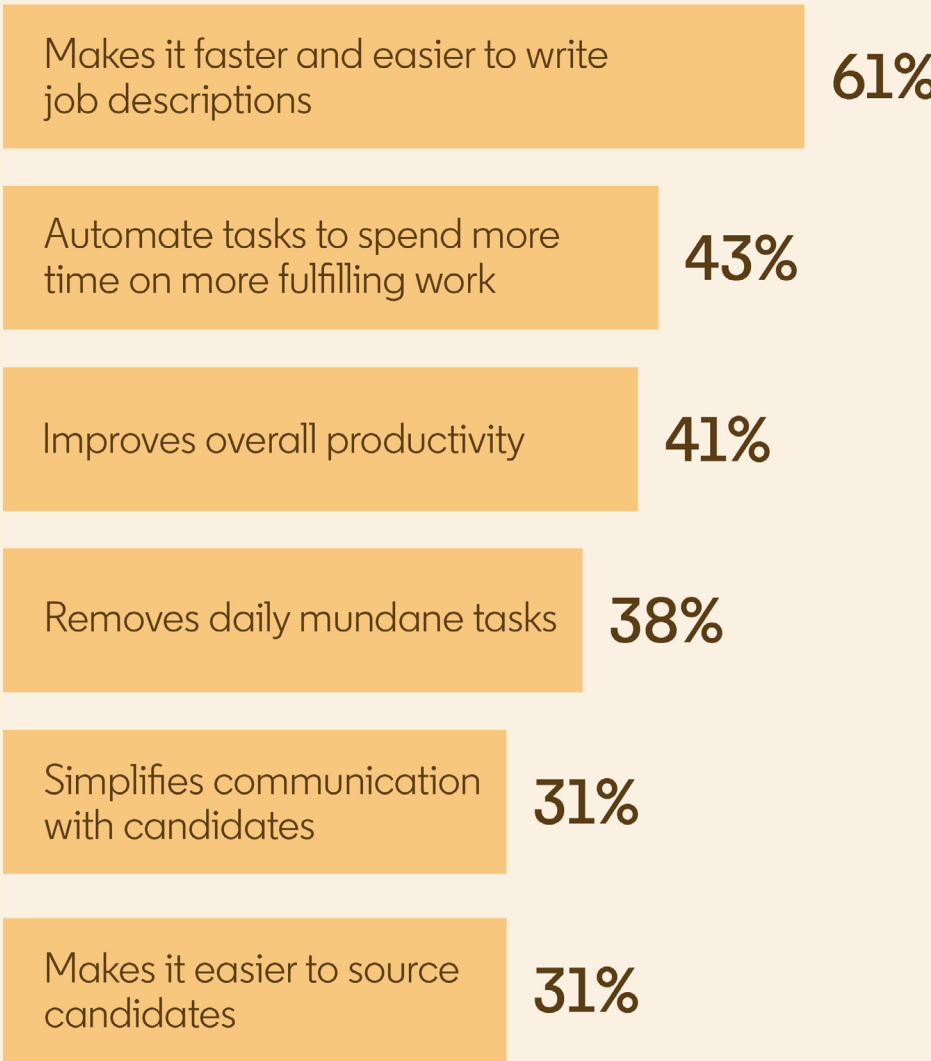 Makes it faster and easier to write
job descriptions
61%
Automate tasks to spend more
time on more fulfilling work
43%
Improves overall productivity
41%
Removes daily mundane tasks
38%
Simplifies communication
with candidates
31%
Makes it easier to source
candidates
31%